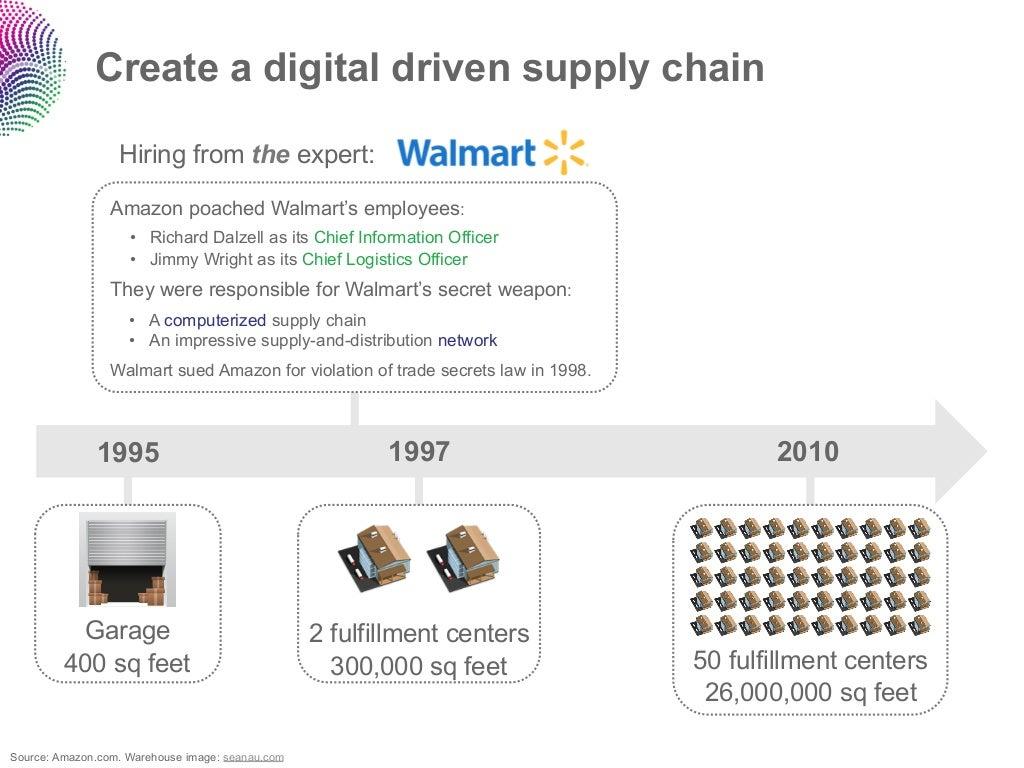 Create a digital driven supply chain
Hiring from the expert: Walmart
Amazon poached Walmart’s employees:
• Richard Dalzell as its Chief Information Officer
• Jimmy Wright as its Chief Logistics Officer
They were responsible for Walmart’s secret weapon:
• A computerized supply chain
• An impressive supply-and-distribution network
Walmart sued Amazon for violation of trade secrets law in 1998.
1995
1997
2010
Garage
400 sq feet
2 fulfillment centers
300,000 sq feet
50 fulfillment centers
26,000,000 sq feet
Source: Amazon.com. Warehouse image: seanau.com